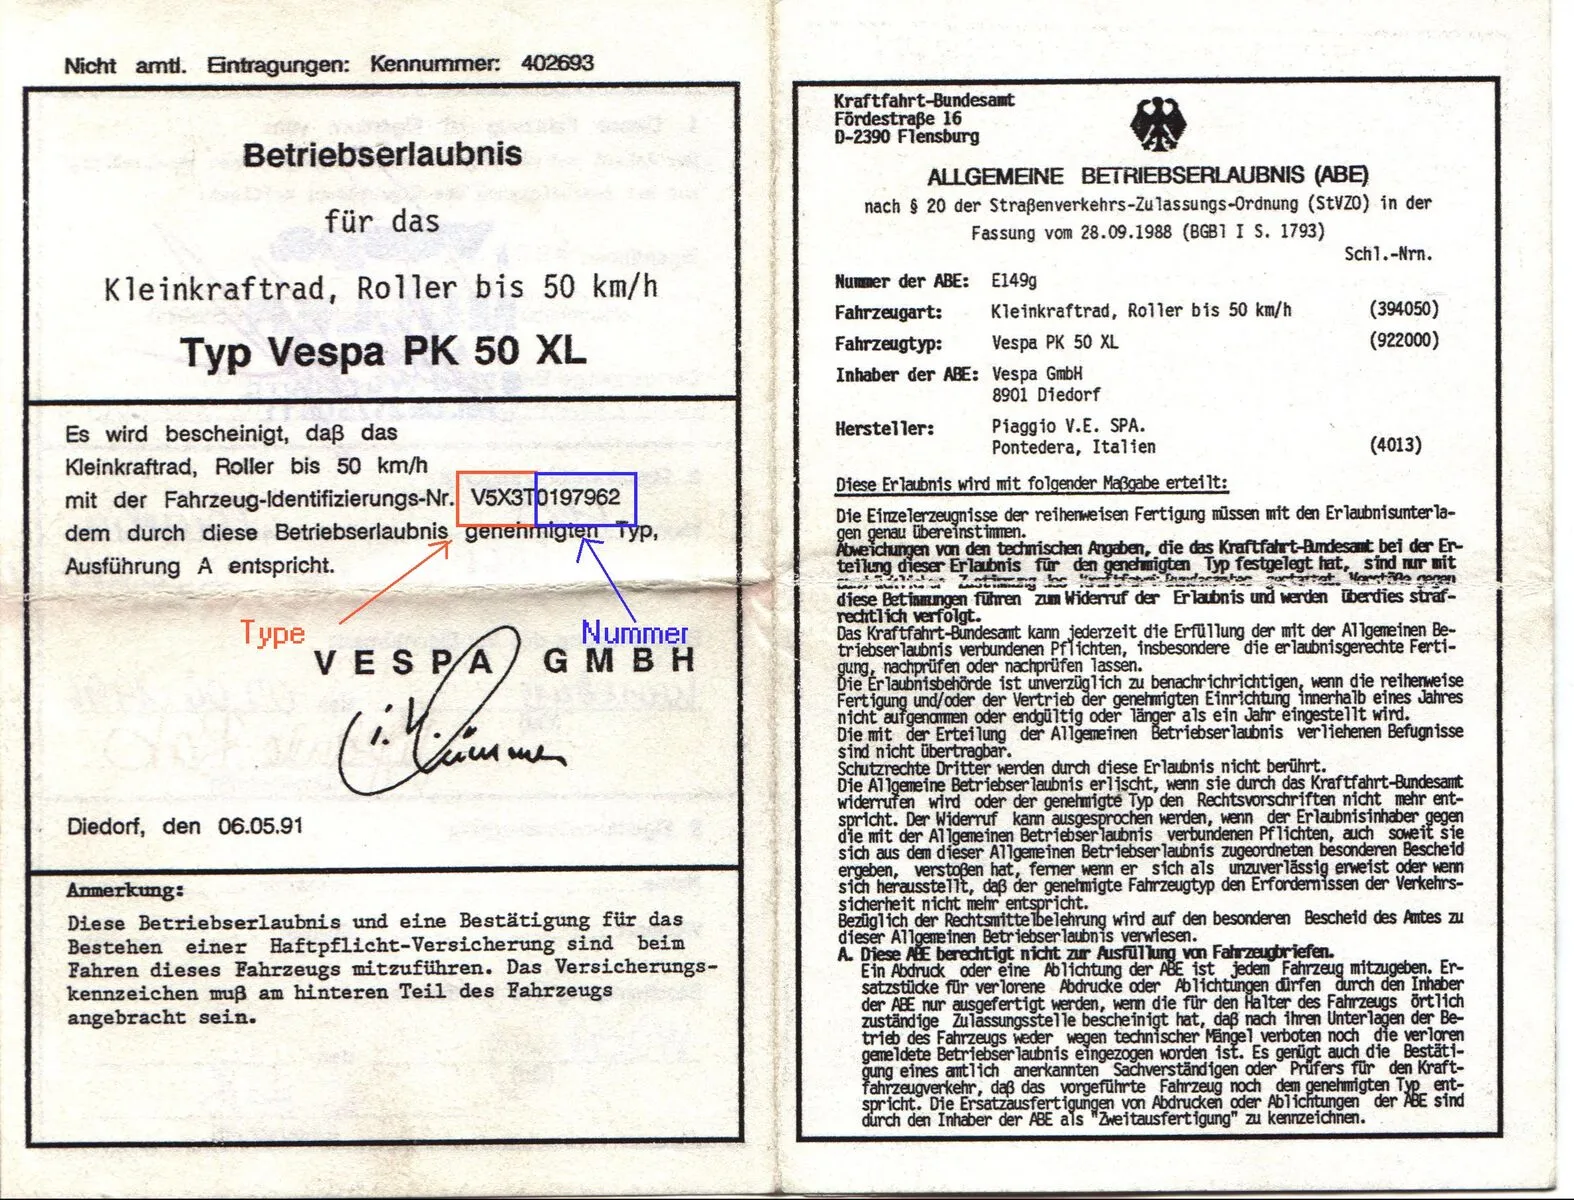 Nicht amtl. Eintragungen: Kennummer: 402693
Betriebserlaubnis
für das
Kleinkraftrad, Roller bis 50 km/h
Typ Vespa PK 50 XL
Es wird bescheinigt, daß das
Kleinkraftrad, Roller bis 50 km/h
mit der Fahrzeug-Identifizierungs-Nr. V5X3T0197962
dem durch diese Betriebserlaubnis genehmigten Typ,
Ausführung A entspricht.
Type
Nummer
VESPA GMBH
Diedorf, den 06.05.91
Anmerkung:
Diese Betriebserlaubnis und eine Bestätigung für das
Bestehen einer Haftpflicht-Versicherung sind beim
Fahren dieses Fahrzeugs mitzuführen. Das Versicherungs-
kennzeichen muß am hinteren Teil des Fahrzeugs
angebracht sein.
Kraftfahrt-Bundesamt
Fördestraße 16
D-2390 Flensburg
ALLGEMEINE BETRIEBSERLAUBNIS (ABE)
nach § 20 der Straßenverkehrs-Zulassungs-Ordnung (StVZO) in der
Fassung vom 28.09.1988 (BGBl I S. 1793)
Schl.-Nrn.
Nummer der ABE: E149g
Fahrzeugart: Kleinkraftrad, Roller bis 50 km/h (394050)
Fahrzeugtyp: Vespa PK 50 XL (922000)
Inhaber der ABE: Vespa GmbH
8901 Diedorf
Hersteller: Piaggio V.E. SPA.
Pontedera, Italien (4013)
Diese Erlaubnis wird mit folgender Maßgabe erteilt:
Die Einzelerzeugnisse der reihenweisen Fertigung müssen mit den Erlaubnisunterla-
gen genau übereinstimmen.
Abweichungen von den technischen Angaben, die das Kraftfahrt-Bundesamt bei der Er-
teilung dieser Erlaubnis für den genehmigten Typ festgelegt hat, sind nur mit
Zustimmung des Kraftfahrt-Bundesamtes gestattet. Verstöße gegen
diese Betimmungen führen zum Widerruf der Erlaubnis und werden überdies straf-
rechtlich verfolgt.
Das Kraftfahrt-Bundesamt kann jederzeit die Erfüllung der mit der Allgemeinen Be-
triebserlaubnis verbundenen Pflichten, insbesondere die erlaubnisgerechte Ferti-
gung, nachprüfen oder nachprüfen lassen.
Die Erlaubnisbehörde ist unverzüglich zu benachrichrichtigen, wenn die reihenweise
Fertigung und/oder der Vertrieb der genehmigten Einrichtung innerhalb eines Jahres
nicht aufgenommen oder endgültig oder länger als ein Jahr eingestellt wird.
Die mit der Erteilung der Allgemeinen Betriebserlaubnis verliehenen Befugnisse
sind nicht übertragbar.
Schutzrechte Dritter werden durch diese Erlaubnis nicht berührt.
Die Allgemeine Betriebserlaubnis erlischt, wenn sie durch das Kraftfahrt-Bundesamt
widerrufen wird oder der genehmigte Typ den Rechtsvorschriften nicht mehr ent-
spricht. Der Widerruf kann ausgesprochen werden, wenn der Erlaubnisinhaber gegen
die mit der Allgemeinen Betriebserlaubnis verbundenen Pflichten, auch soweit sie
sich aus dem dieser Allgemeinen Betriebserlaubnis zugeordneten besonderen Bescheid
ergeben, verstoßen hat, ferner wenn er sich als unzuverlässig erweist oder wenn
sich herausstellt, daß der genehmigte Fahrzeugtyp den Erfordernissen der Verkehrs-
sicherheit nicht mehr entspricht.
Bezüglich der Rechtsmittelbelehrung wird auf den besonderen Bescheid des Amtes zu
dieser Allgemeinen Betriebserlaubnis verwiesen.
A. Diese ABE berechtigt nicht zur Ausfüllung von Fahrzeugbriefen.
Ein Abdruck oder eine Ablichtung der ABE ist jedem Fahrzeug mitzugeben. Er-
satzstücke für verlorene Abdrucke oder Ablichtungen dürfen durch den Inhaber
der ABE nur ausgefertigt werden, wenn die für den Halter des Fahrzeugs örtlich
zuständige Zulassungsstelle bescheinigt hat, daß nach ihren Unterlagen der Be-
trieb des Fahrzeugs weder wegen technischer Mängel verboten noch die verloren
gemeldete Betriebserlaubnis eingezogen worden ist. Es genügt auch die Bestäti-
gung eines amtlich anerkannten Sachverständigen oder Prüfers für den Kraft-
fahrzeugverkehr, daß das vorgeführte Fahrzeug noch dem genehmigten Typ ent-
spricht. Die Ersatzausfertigungen von Abdrucken oder Ablichtungen der ABE sind
durch den Inhaber der ABE als "Zweitausfertigung" zu kennzeichnen.